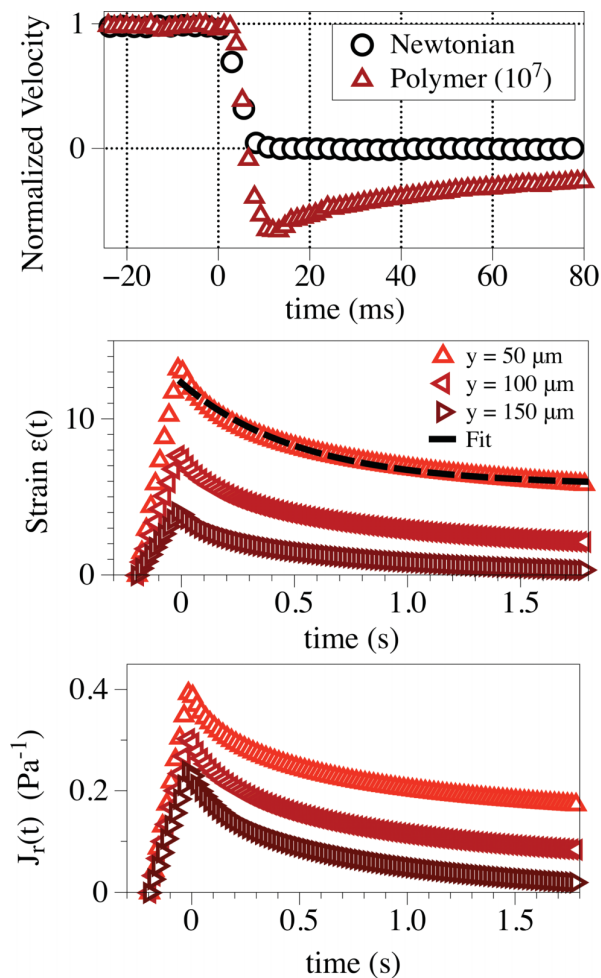 1
0
Normalized Velocity
Newtonian
Polymer (10⁷)
−20 0 20 40 60 80
time (ms)
10
0
Strain ε(t)
y = 50 μm
y = 100 μm
y = 150 μm
Fit
0 0.5 1.0 1.5
time (s)
0.4
0.2
0
Jᵣ(t) (Pa⁻¹)
0 0.5 1.0 1.5
time (s)